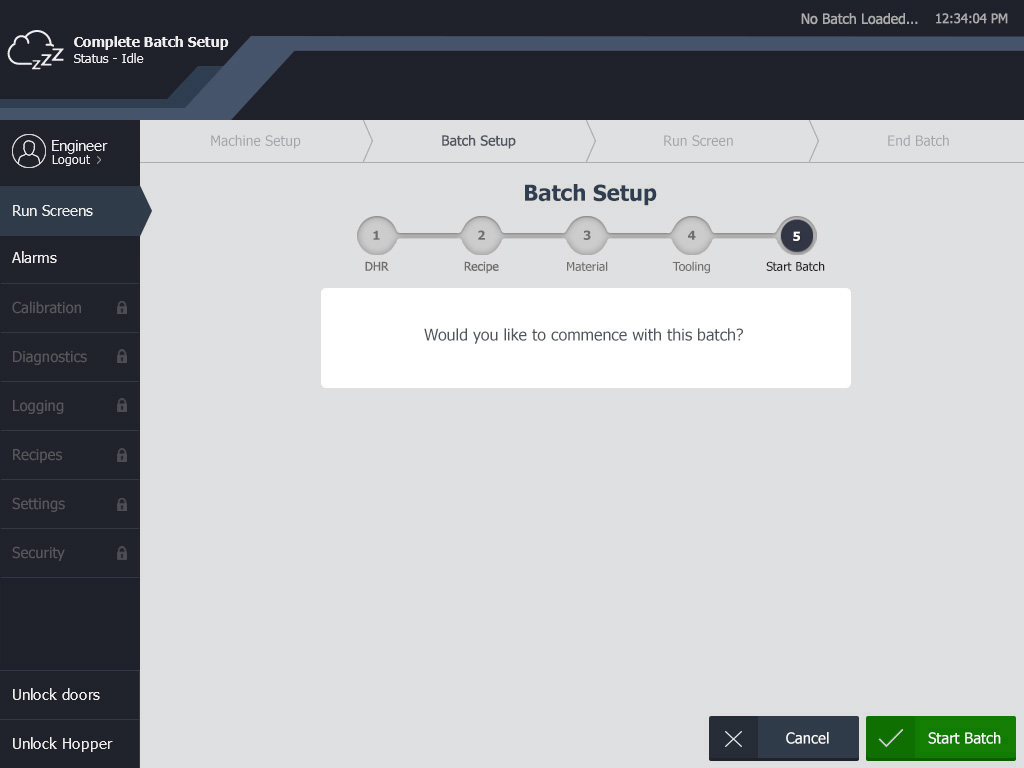 No Batch Loaded... 12:34:04 PM
Complete Batch Setup
Status - Idle
zZZ
Engineer
Logout >
Machine Setup
Batch Setup
Run Screen
End Batch
Run Screens
Alarms
Calibration
Diagnostics
Logging
Recipes
Settings
Security
Unlock doors
Unlock Hopper
Batch Setup
1 2 3 4 5
DHR Recipe Material Tooling Start Batch
Would you like to commence with this batch?
Cancel
Start Batch